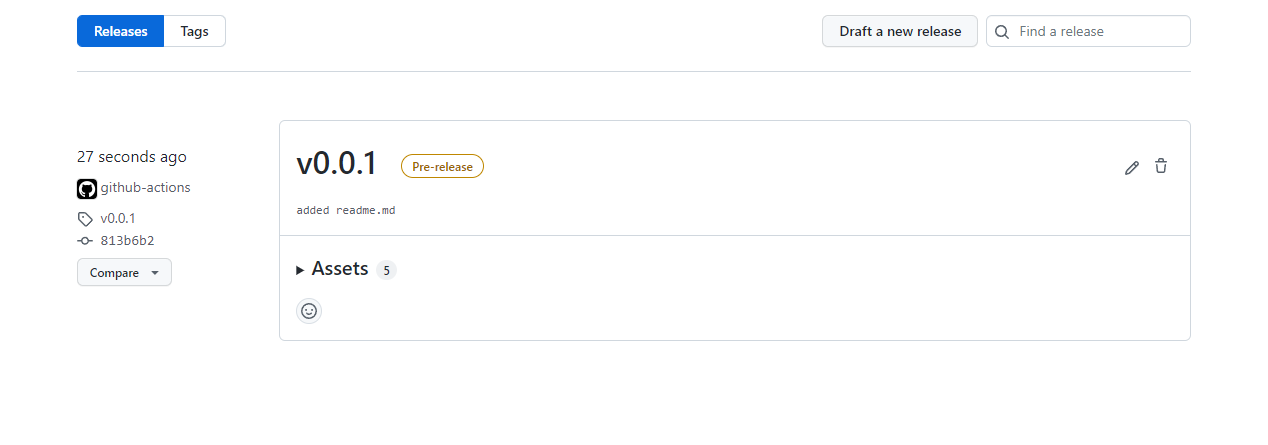 Releases Tags Draft a new release Find a release
27 seconds ago
github-actions
v0.0.1
813b6b2
Compare
v0.0.1 Pre-release
added readme.md
Assets 5